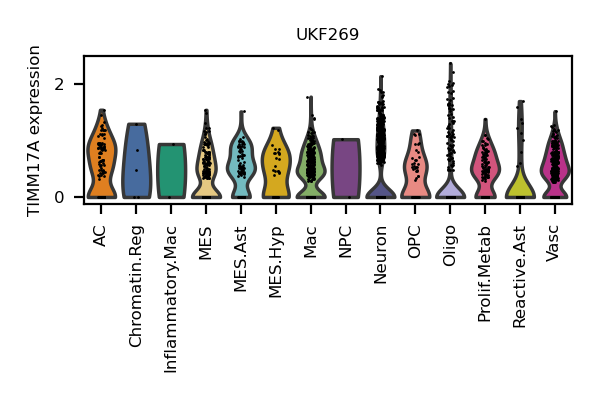 UKF269
TIMM17A expression
2
0
AC
Chromatin.Reg
Inflammatory.Mac
MES
MES.Ast
MES.Hyp
Mac
NPC
Neuron
OPC
Oligo
Prolif.Metab
Reactive.Ast
Vasc